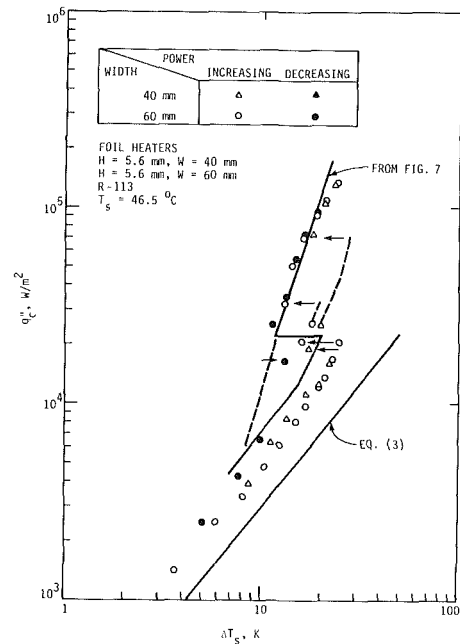 10^6
POWER
WIDTH INCREASING DECREASING
40 mm △ ▲
60 mm ○ ●
FOIL HEATERS
H = 5.6 mm, W = 40 mm
H = 5.6 mm, W = 60 mm
R-113
T_s = 46.5 °C
FROM FIG. 7
10^5
q"_c, W/m^2
10^4
EQ. (3)
10^3
1 10 100
ΔT_s, K